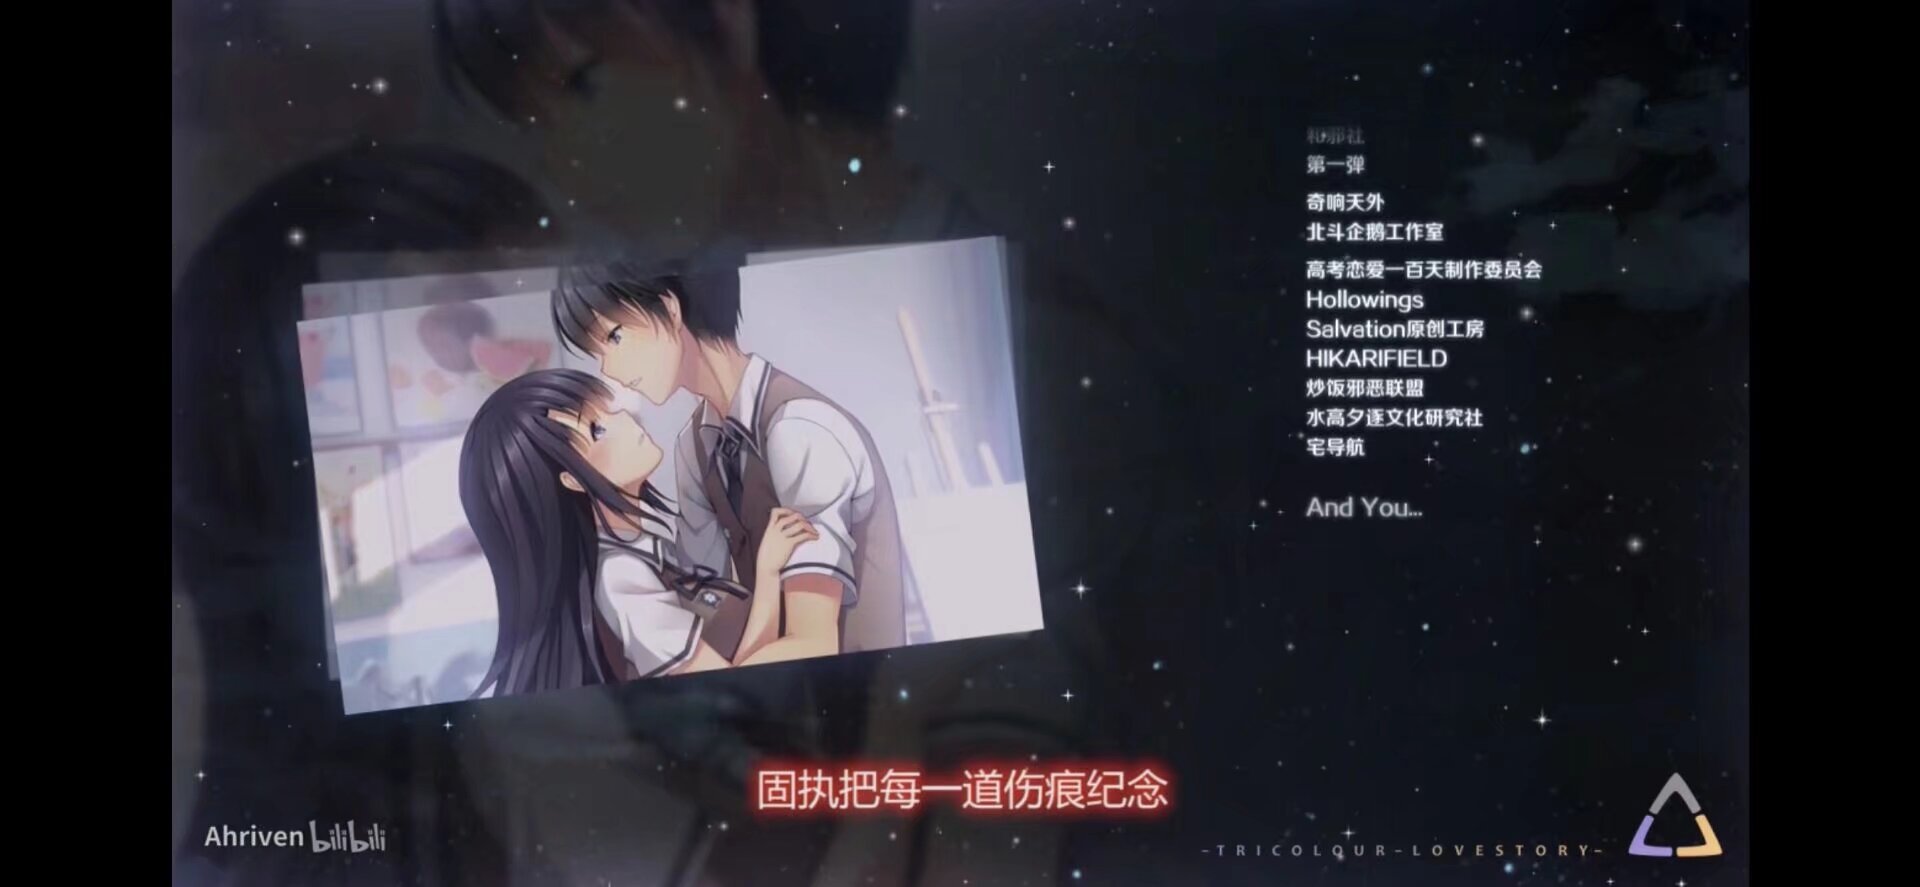 和邪社
第一弹
奇响天外
北斗企鹅工作室
高考恋爱一百天制作委员会
Hollowings
Salvation原创工房
HIKARIFIELD
炒饭邪恶联盟
水高夕逐文化研究社
宅导航
And You...
固执把每一道伤痕纪念
Ahriven bilibili
-TRICOLOUR-LOVESTORY-